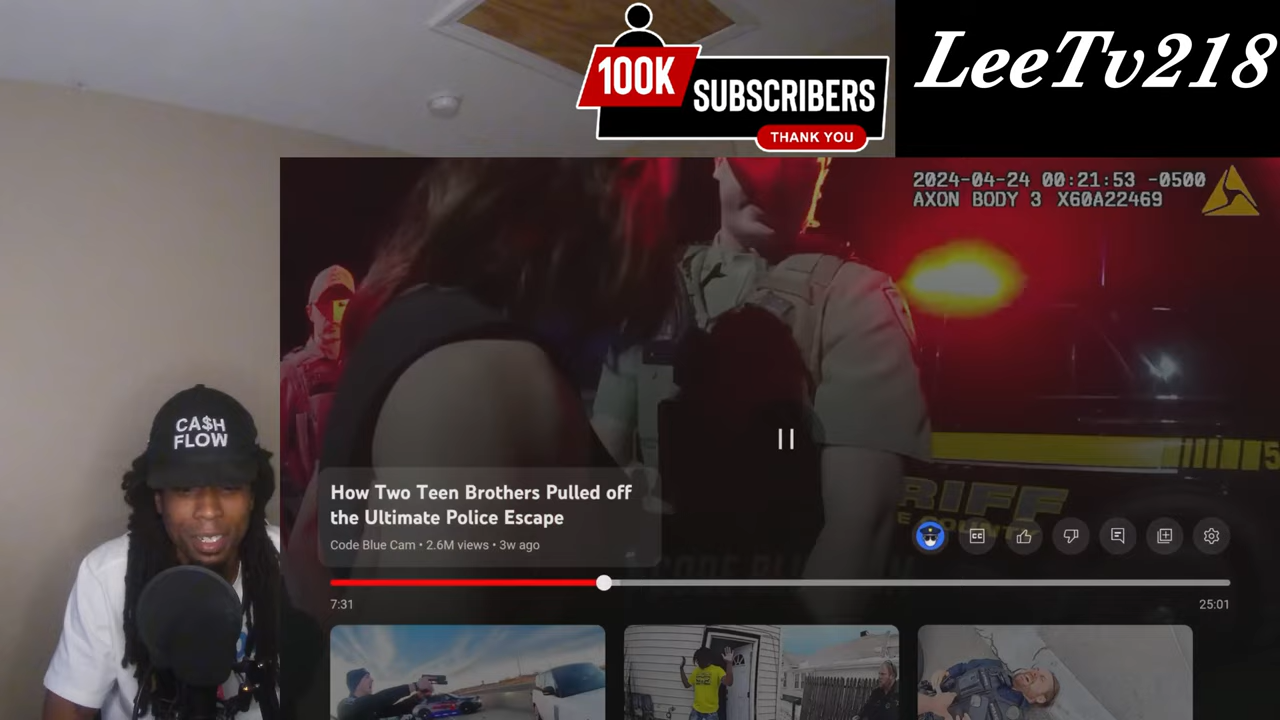 100K
SUBSCRIBERS
THANK YOU
LeeTv218
2024-04-24 00:21:53 -0500
AXON BODY 3 X60A22469
CA$H
FLOW
RIFF
How Two Teen Brothers Pulled off
the Ultimate Police Escape
Code Blue Cam • 2.6M views • 3w ago
CC
7:31
25:01